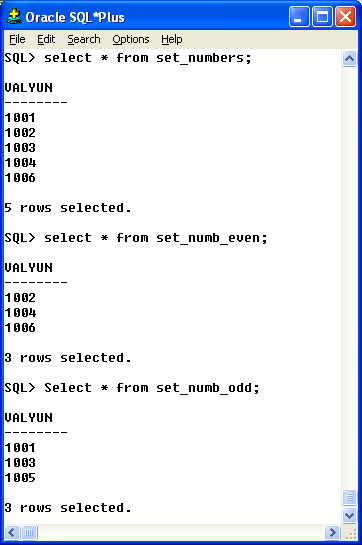 Oracle SQL*Plus
File Edit Search Options Help
SQL> select * from set_numbers;
VALYUN
--------
1001
1002
1003
1004
1006
5 rows selected.
SQL> select * from set_numb_even;
VALYUN
--------
1002
1004
1006
3 rows selected.
SQL> Select * from set_numb_odd;
VALYUN
--------
1001
1003
1005
3 rows selected.